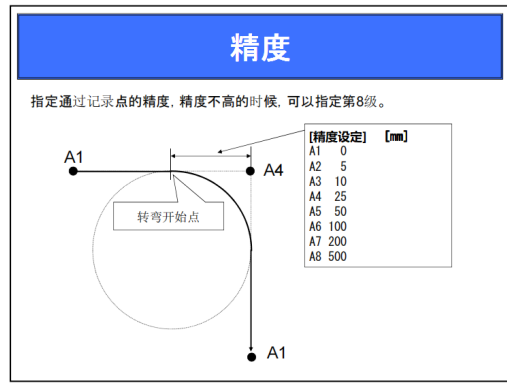 精度
指定通过记录点的精度, 精度不高的时候, 可以指定第8级。
[精度设定] [mm]
A1 0
A2 5
A3 10
A4 25
A5 50
A6 100
A7 200
A8 500
A1
A4
转弯开始点
A1